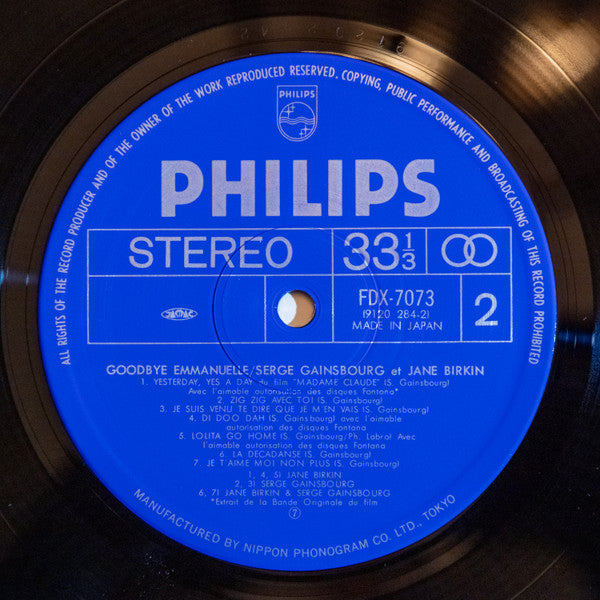 ALL RIGHTS OF THE RECORD PRODUCER AND OF THE OWNER OF THE WORK REPRODUCED RESERVED. COPYING, PUBLIC PERFORMANCE AND BROADCASTING OF THIS RECORD PROHIBITED
PHILIPS
PHILIPS
STEREO
33 1/3
FDX-7073
(9120 284-2)
MADE IN JAPAN
2
JASRAC
GOODBYE EMMANUELLE/SERGE GAINSBOURG et JANE BIRKIN
1. YESTERDAY, YES A DAY du film "MADAME CLAUDE" (S. Gainsbourg)
Avec l'aimable autorisation des disques Fontana*
2. ZIG ZIG AVEC TOI (S. Gainsbourg)
3. JE SUIS VENU TE DIRE QUE JE M'EN VAIS (S. Gainsbourg)
4. DI DOO DAH (S. Gainsbourg) avec l'aimable
autorisation des disques Fontana
5. LOLITA GO HOME (S. Gainsbourg/Ph. Labro) Avec
l'aimable autorisation des disques Fontana
6. LA DECADANSE (S. Gainsbourg)
7. JE T'AIME MOI NON PLUS (S. Gainsbourg)
1, 4, 5) JANE BIRKIN
2, 3) SERGE GAINSBOURG
6, 7) JANE BIRKIN & SERGE GAINSBOURG
*Extrait de la Bande Originale du film
7
MANUFACTURED BY NIPPON PHONOGRAM CO. LTD., TOKYO